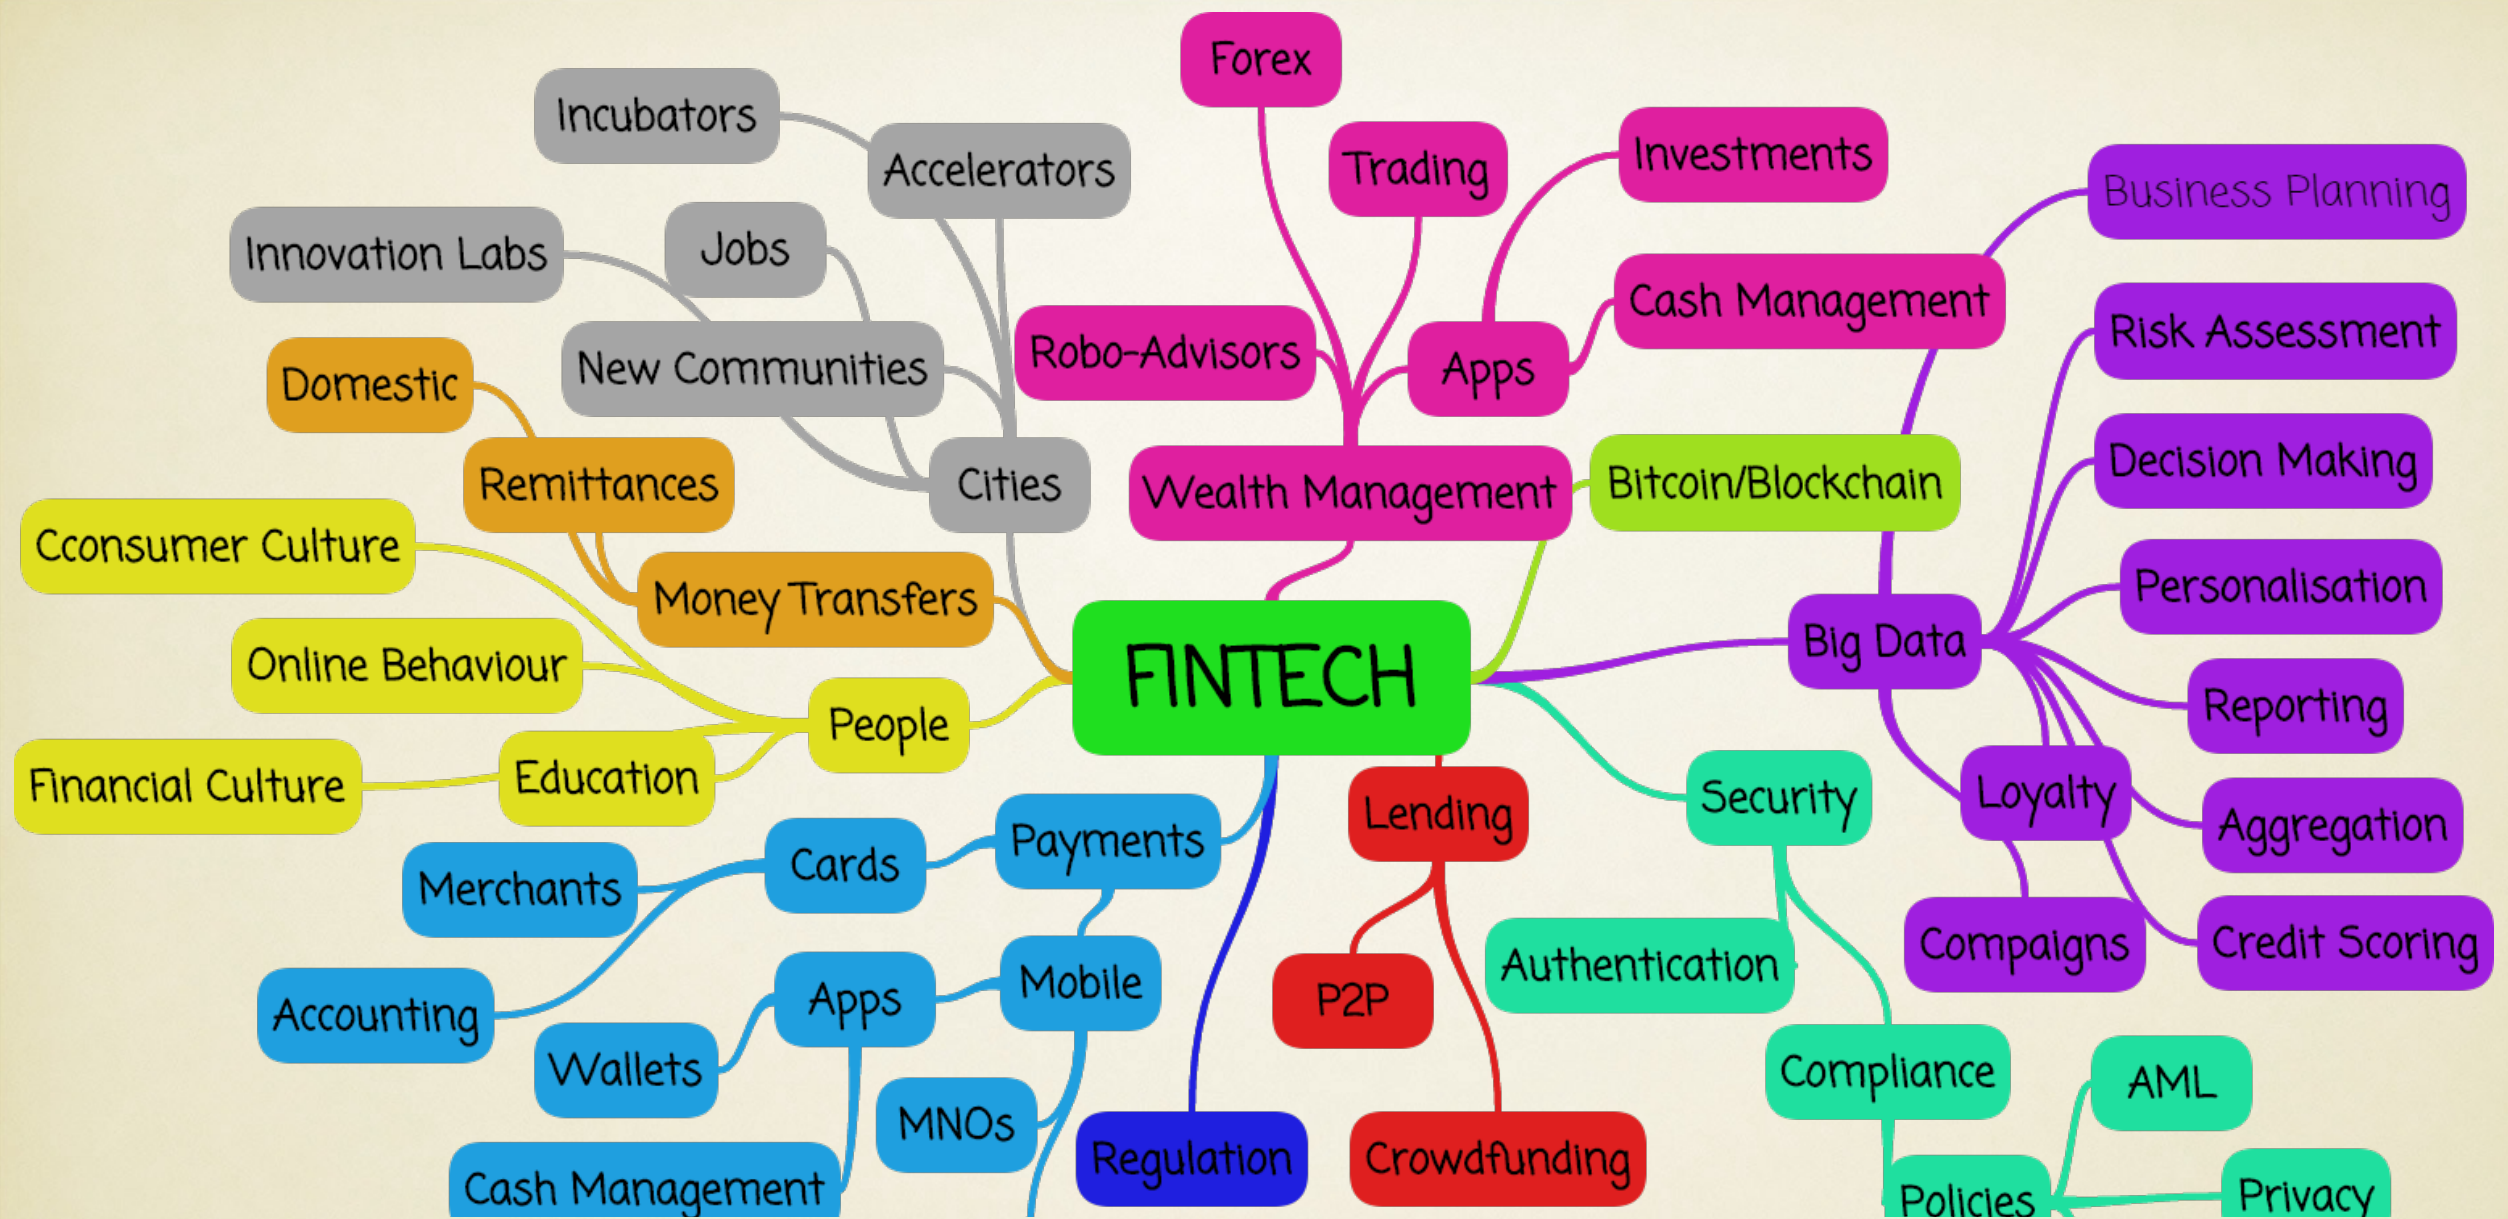 Forex
Incubators
Accelerators
Trading
Investments
Business Planning
Innovation Labs
Jobs
Cash Management
Risk Assessment
New Communities
Robo-Advisors
Apps
Domestic
Remittances
Cities
Wealth Management
Bitcoin/Blockchain
Decision Making
Cconsumer Culture
Money Transfers
Personalisation
Online Behaviour
People
FINTECH
Big Data
Reporting
Financial Culture
Education
Payments
Lending
Security
Loyalty
Aggregation
Merchants
Cards
Authentication
Compaigns
Credit Scoring
Accounting
Apps
Mobile
P2P
Wallets
MNOs
Compliance
AML
Cash Management
Regulation
Crowdfunding
Policies
Privacy